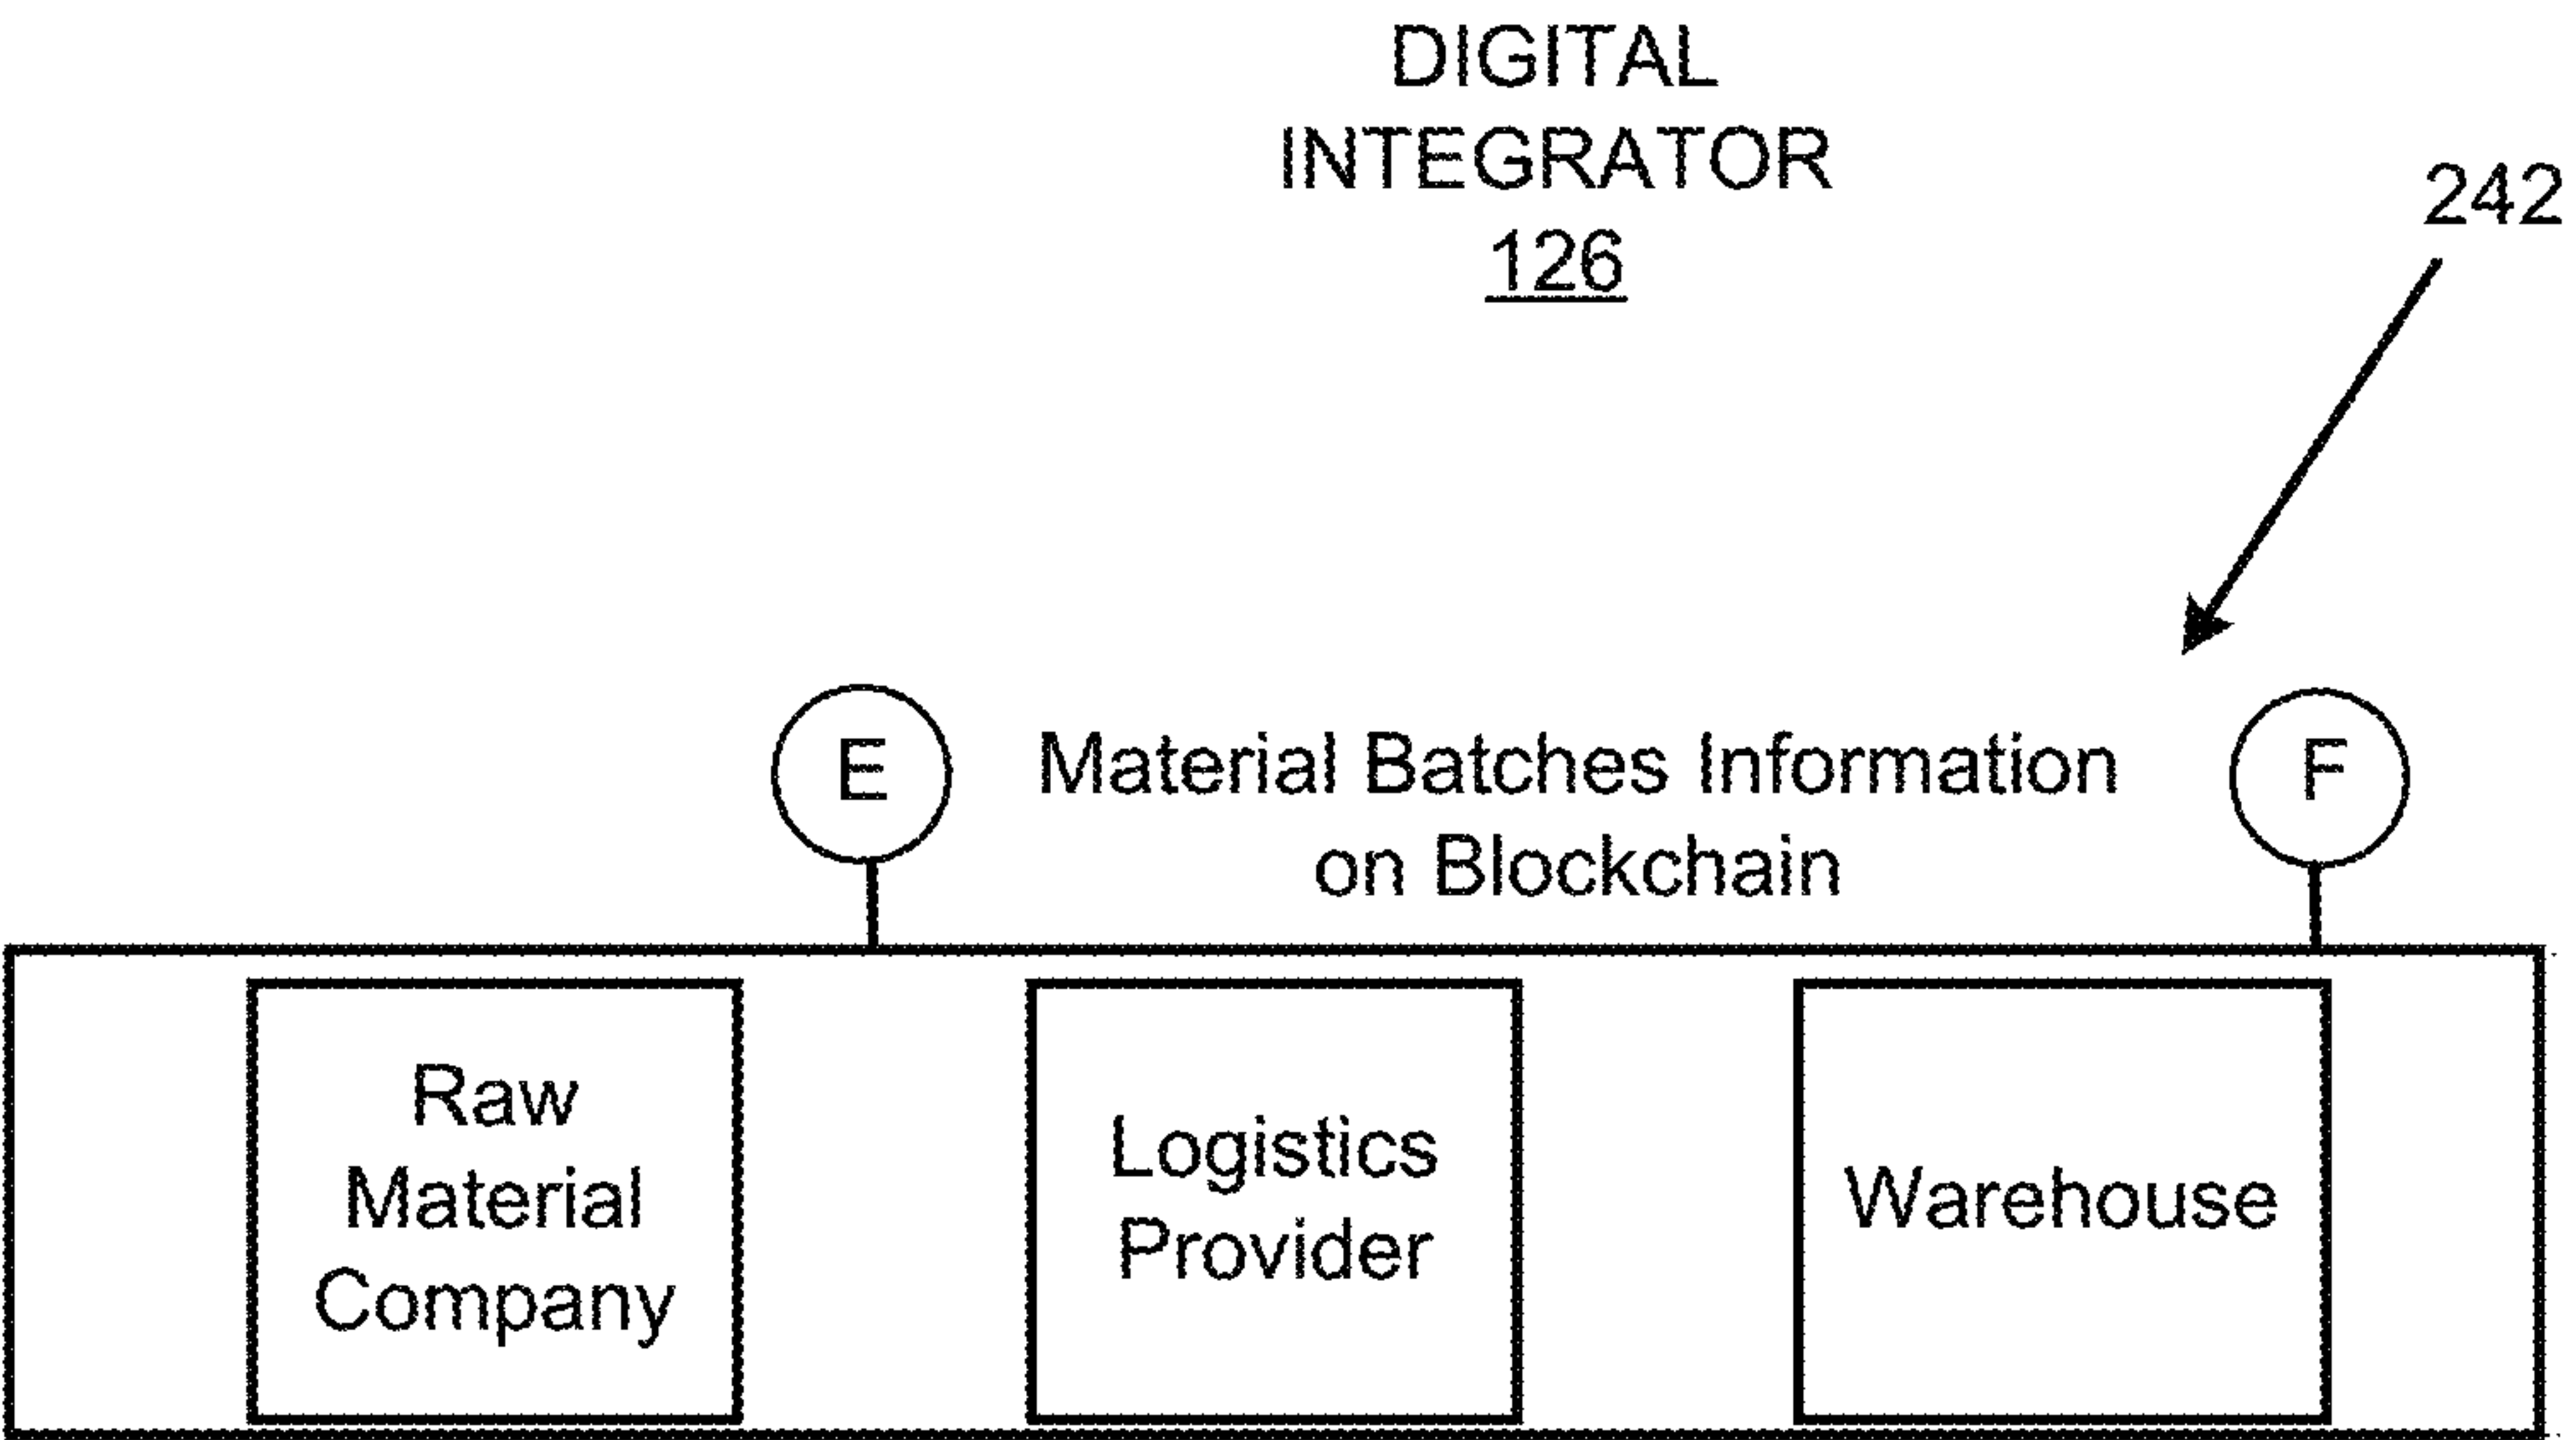 DIGITAL
INTEGRATOR
126
242
E
Material Batches Information
on Blockchain
F
Raw
Material
Company
Logistics
Provider
Warehouse